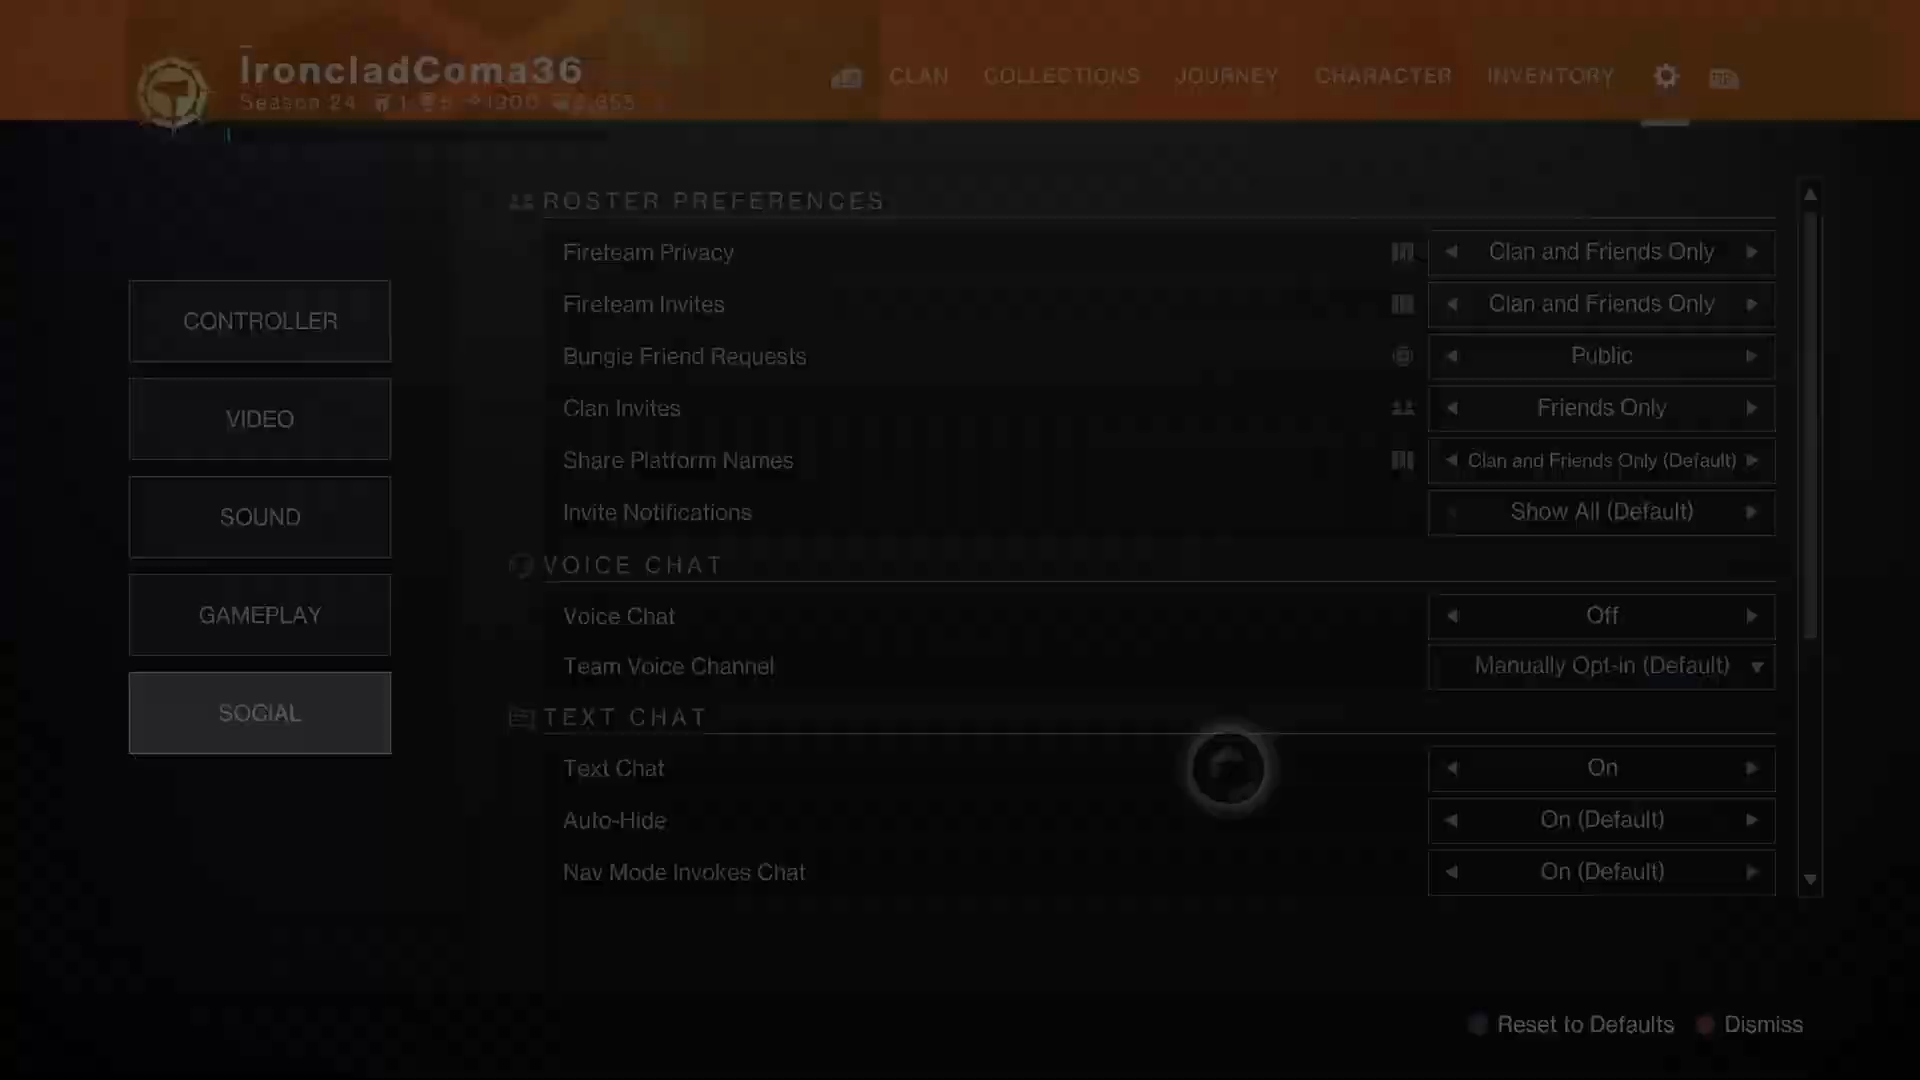 IroncladComa36
Season 24
CLAN
COLLECTIONS
JOURNEY
CHARACTER
INVENTORY
CONTROLLER
VIDEO
SOUND
GAMEPLAY
SOCIAL
ROSTER PREFERENCES
Fireteam Privacy Clan and Friends Only
Fireteam Invites Clan and Friends Only
Bungie Friend Requests Public
Clan Invites Friends Only
Share Platform Names Clan and Friends Only (Default)
Invite Notifications Show All (Default)
VOICE CHAT
Voice Chat Off
Team Voice Channel Manually Opt-in (Default)
TEXT CHAT
Text Chat On
Auto-Hide On (Default)
Nav Mode Invokes Chat On (Default)
Reset to Defaults
Dismiss